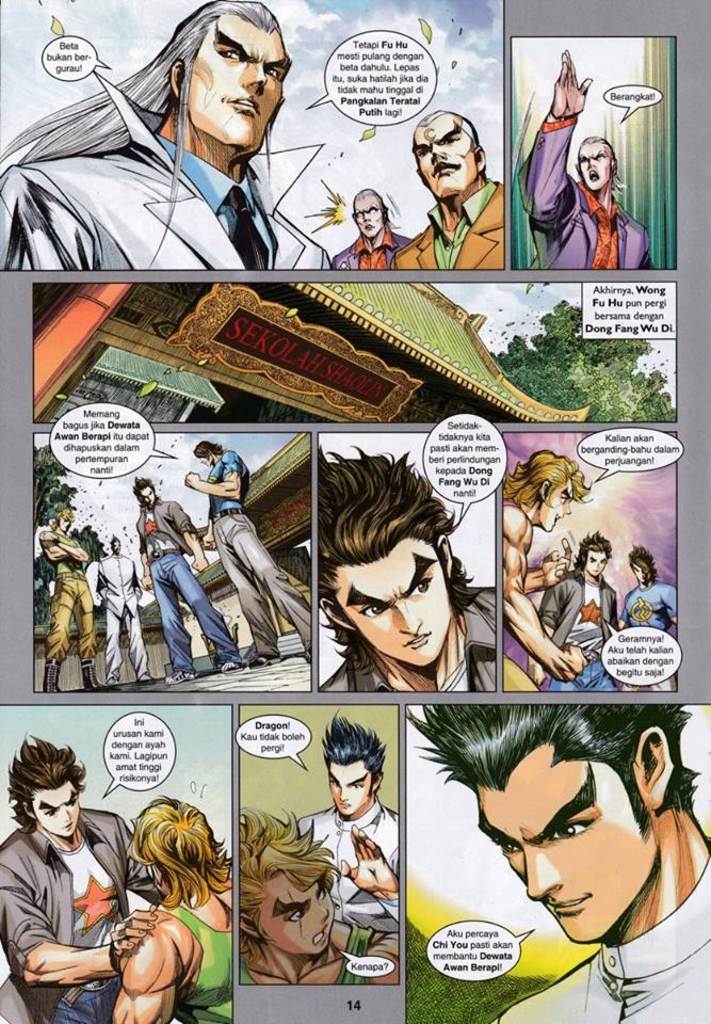 Beta
bukan ber-
gurau!
Tetapi Fu Hu
mesti pulang dengan
beta dahulu. Lepas
itu, suka hatilah jika dia
tidak mahu tinggal di
Pangkalan Teratai
Putih lagi!
Berangkat!
Akhirnya, Wong
Fu Hu pun pergi
bersama dengan
Dong Fang Wu Di.
SEKOLAH SHAOLIN
Memang
bagus jika Dewata
Awan Berapi itu dapat
dihapuskan dalam
pertempuran
nanti!
Setidak-
tidaknya kita
pasti akan mem-
beri perlindungan
kepada Dong
Fang Wu Di
nanti!
Kalian akan
berganding-bahu dalam
perjuangan!
Geramnya!
Aku telah kalian
abaikan dengan
begitu saja!
Ini
urusan kami
dengan ayah
kami. Lagipun
amat tinggi
risikonya!
Dragon!
Kau tidak boleh
pergi!
Kenapa?
Aku percaya
Chi You pasti akan
membantu Dewata
Awan Berapi!
14